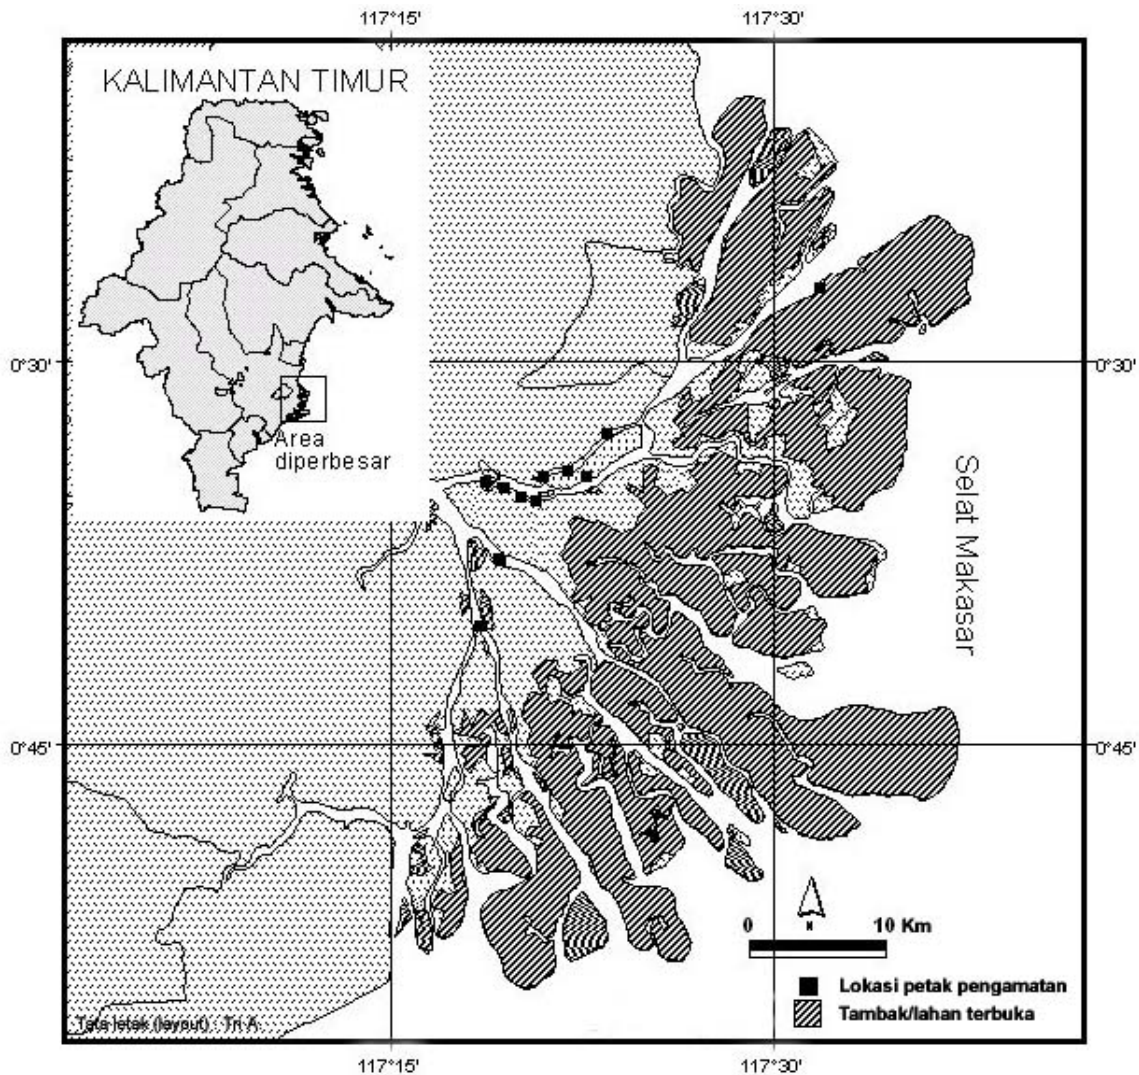 117°15' 117°30'
KALIMANTAN TIMUR
0°30' 0°30'
Area
diperbesar
Selat Makasar
0°45' 0°45'
0 10 Km
N
Lokasi petak pengamatan
Tambak/lahan terbuka
Tata letak (layout) : Tri A.
117°15' 117°30'